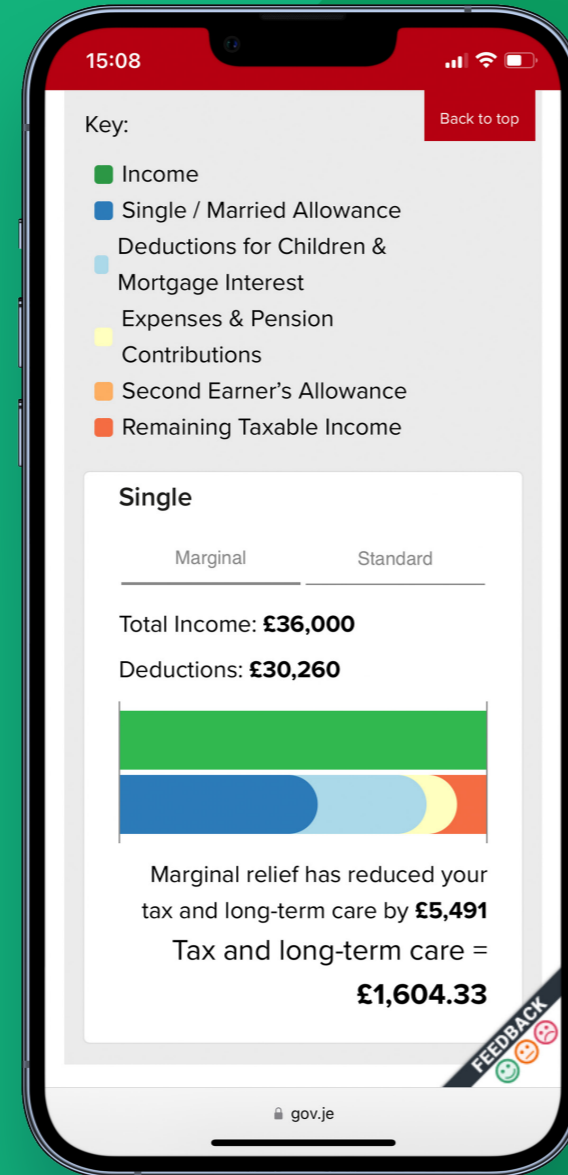 15:08
Back to top
Key:
Income
Single / Married Allowance
Deductions for Children &
Mortgage Interest
Expenses & Pension
Contributions
Second Earner's Allowance
Remaining Taxable Income
Single
Marginal
Standard
Total Income: £36,000
Deductions: £30,260
Marginal relief has reduced your
tax and long-term care by £5,491
Tax and long-term care =
£1,604.33
FEEDBACK
gov.je